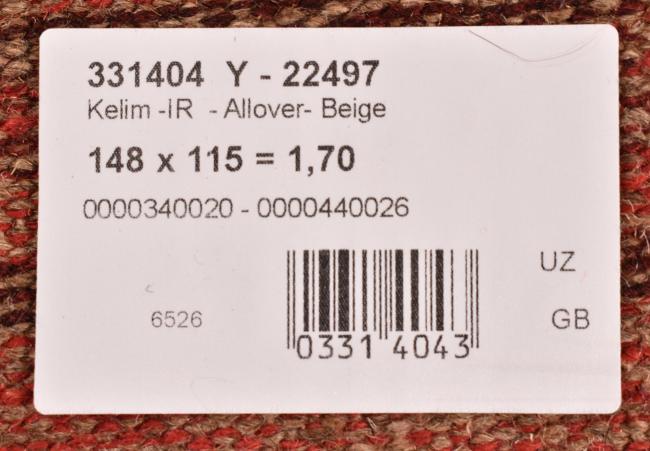 331404 Y - 22497
Kelim -IR - Allover- Beige
148 x 115 = 1,70
0000340020 - 0000440026
UZ
6526
GB
0331 4043